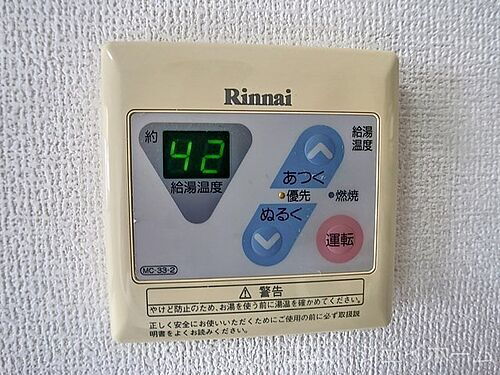 Rinnai
約
42
給湯温度
給湯
温度
あつく
優先
燃焼
ぬるく
運転
MC-33-2
警告
やけど防止のため、お湯を使う前に湯温を確かめてください。
正しく安全にお使いいただくためにご使用の前に必ず取扱説
明書をよくお読みください。